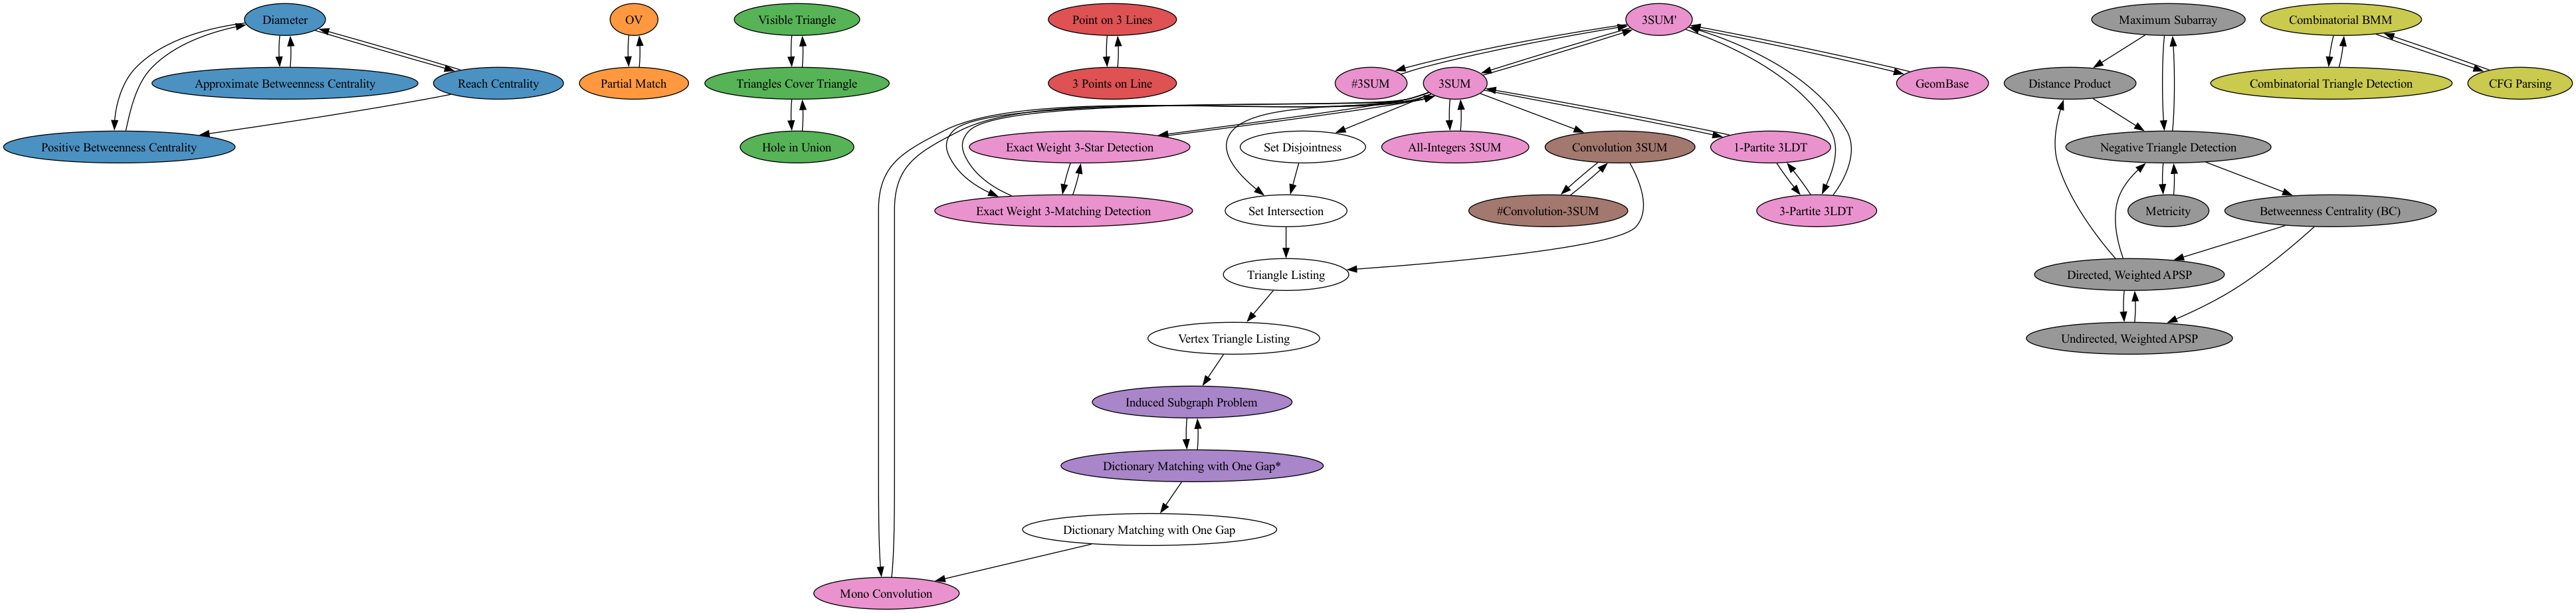 Diameter
OV
Visible Triangle
Point on 3 Lines
3SUM'
Maximum Subarray
Combinatorial BMM
Approximate Betweenness Centrality
Reach Centrality
Partial Match
Triangles Cover Triangle
3 Points on Line
#3SUM
3SUM
GeomBase
Distance Product
Combinatorial Triangle Detection
CFG Parsing
Positive Betweenness Centrality
Hole in Union
Exact Weight 3-Star Detection
Set Disjointness
All-Integers 3SUM
Convolution 3SUM
1-Partite 3LDT
Negative Triangle Detection
Exact Weight 3-Matching Detection
Set Intersection
#Convolution-3SUM
3-Partite 3LDT
Metricity
Betweenness Centrality (BC)
Triangle Listing
Directed, Weighted APSP
Vertex Triangle Listing
Undirected, Weighted APSP
Induced Subgraph Problem
Dictionary Matching with One Gap*
Dictionary Matching with One Gap
Mono Convolution